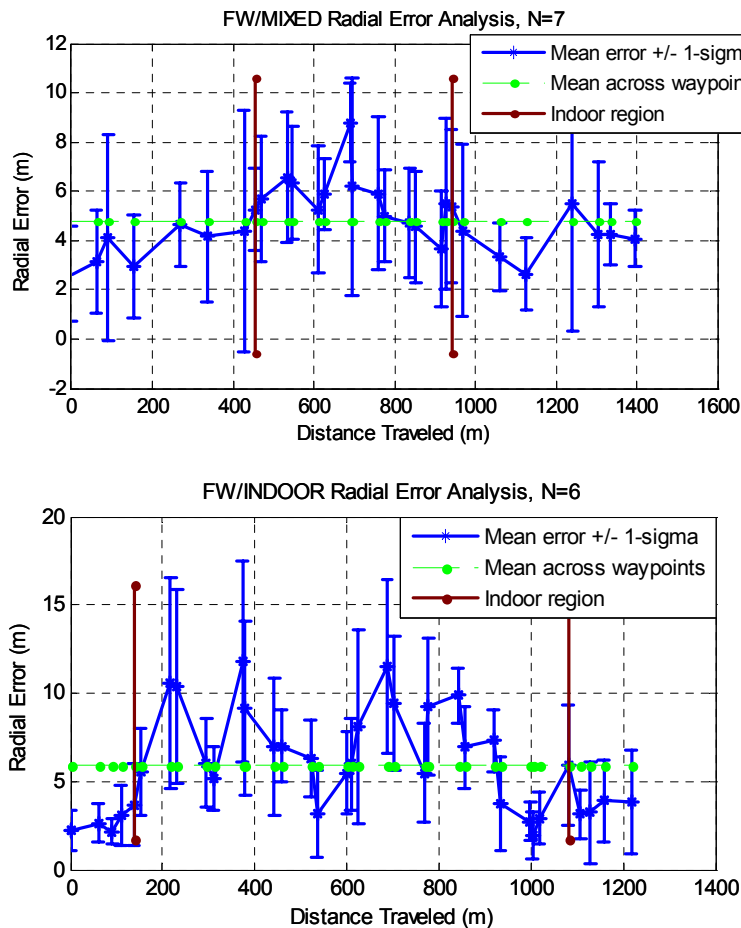 FW/MIXED Radial Error Analysis, N=7
12
10
8
6
4
2
0
-2
Radial Error (m)
Mean error +/- 1-sigma
Mean across waypoint
Indoor region
0 200 400 600 800 1000 1200 1400 1600
Distance Traveled (m)
FW/INDOOR Radial Error Analysis, N=6
20
15
10
5
0
Radial Error (m)
Mean error +/- 1-sigma
Mean across waypoints
Indoor region
0 200 400 600 800 1000 1200 1400
Distance Traveled (m)